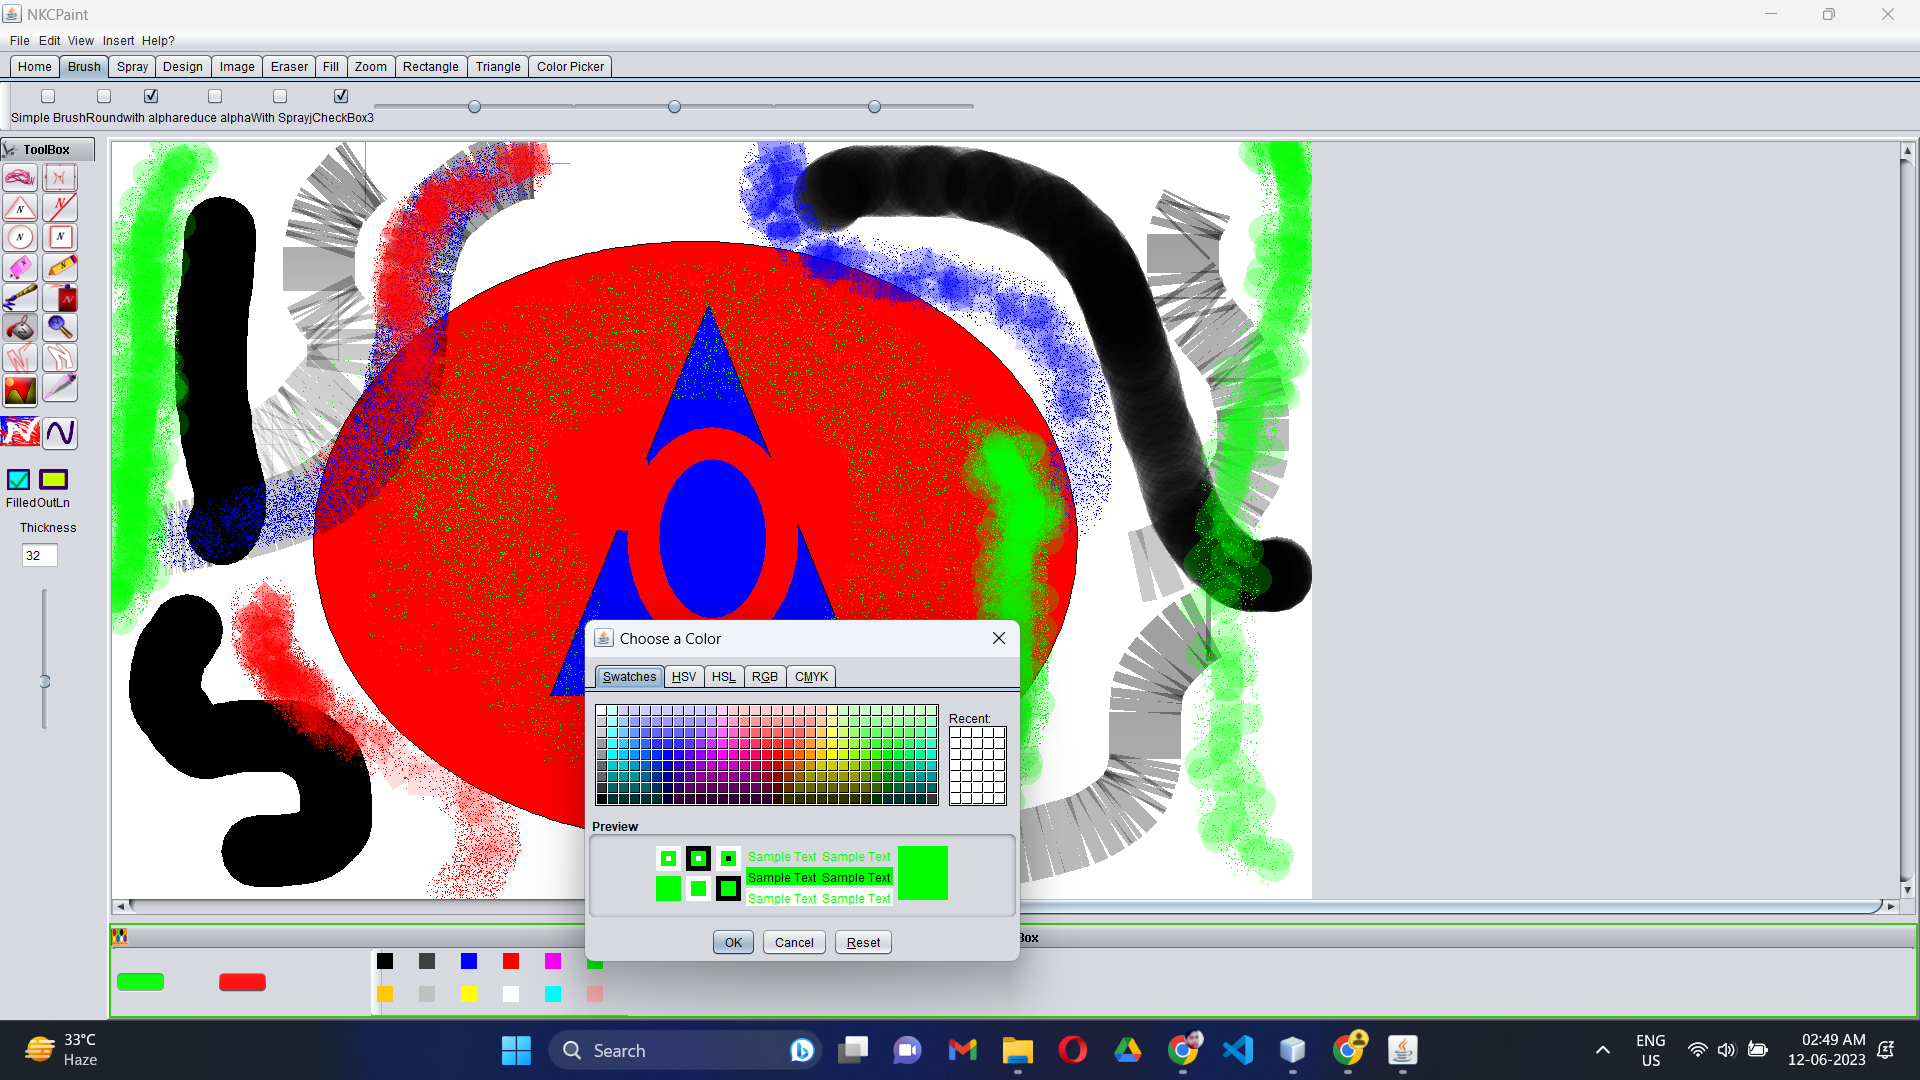 NKCPaint
File Edit View Insert Help?
Home Brush Spray Design Image Eraser Fill Zoom Rectangle Triangle Color Picker
Simple BrushRoundwith alphareduce alphaWith SprayjCheckBox3
ToolBox
FilledOutLn
Thickness
32
Choose a Color
Swatches HSV HSL RGB CMYK
Recent:
Preview
Sample Text Sample Text
Sample Text Sample Text
Sample Text Sample Text
OK Cancel Reset
Box
33°C
Haze
Search
ENG
US
02:49 AM
12-06-2023